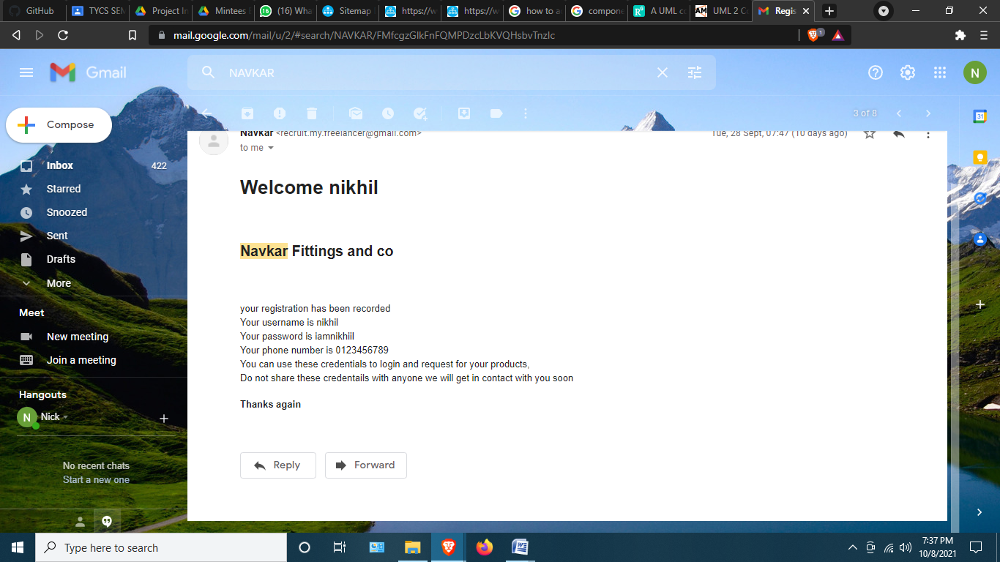 GitHub
TYCS SEM
Project In
Mintees
(16) Wha
Sitemap
https://w
https://w
how to a
compone
A UML co
UML 2 C
Regis
mail.google.com/mail/u/2/#search/NAVKAR/FMfcgzGlkFnFQMPDzcLbKVQHsbvTnzlc
1
Gmail
NAVKAR
N
3 of 8
31
Compose
Inbox 422
Starred
Snoozed
Sent
Drafts
More
Meet
New meeting
Join a meeting
Hangouts
N Nick
No recent chats
Start a new one
Navkar <recruit.my.freelancer@gmail.com> Tue, 28 Sept, 07:47 (10 days ago)
to me
Welcome nikhil
Navkar Fittings and co
your registration has been recorded
Your username is nikhil
Your password is iamnikhiil
Your phone number is 0123456789
You can use these credentials to login and request for your products,
Do not share these credentails with anyone we will get in contact with you soon
Thanks again
Reply Forward
Type here to search
7:37 PM
10/8/2021